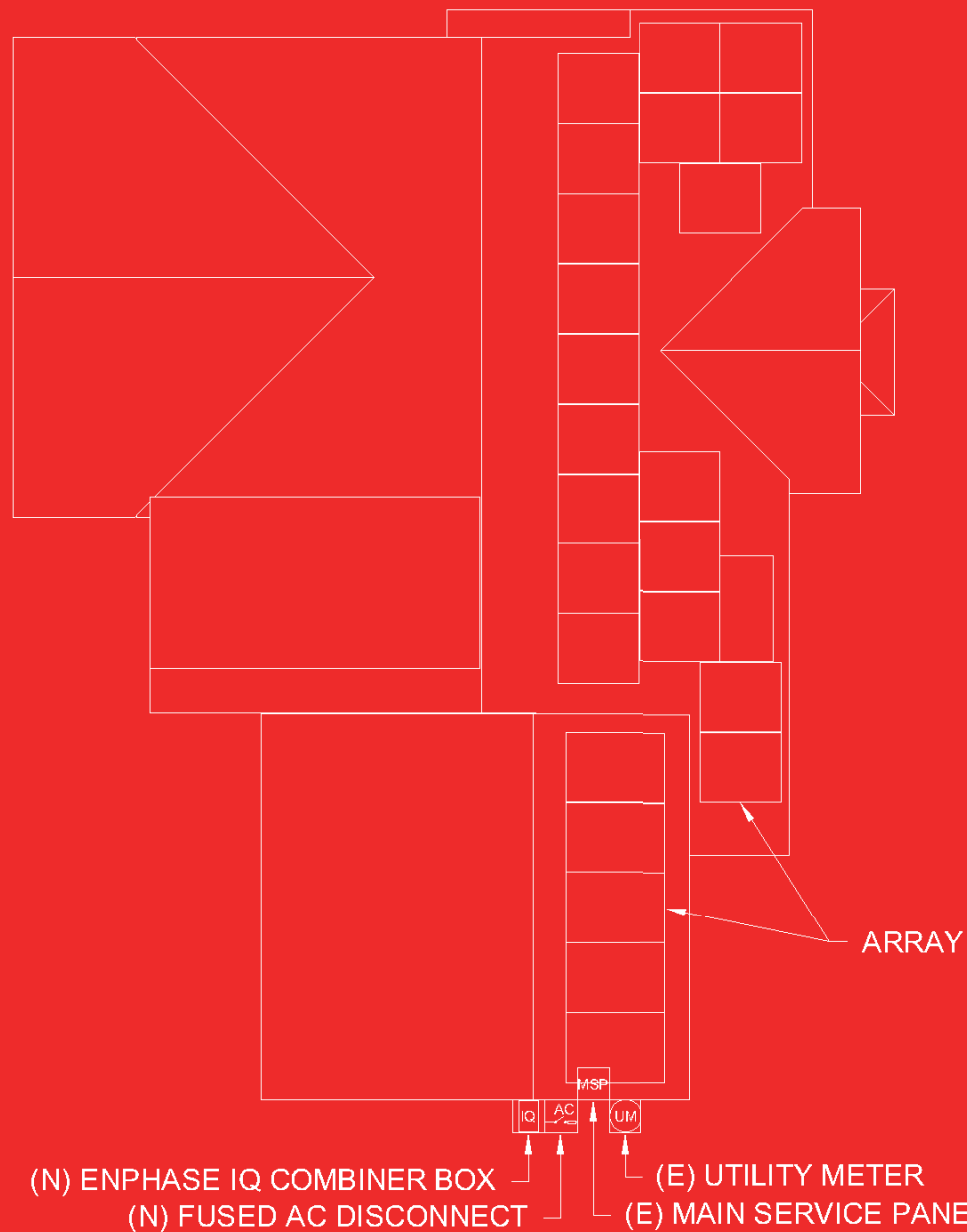 ARRAY
MSP
IQ AC UM
(N) ENPHASE IQ COMBINER BOX (E) UTILITY METER
(N) FUSED AC DISCONNECT (E) MAIN SERVICE PANE